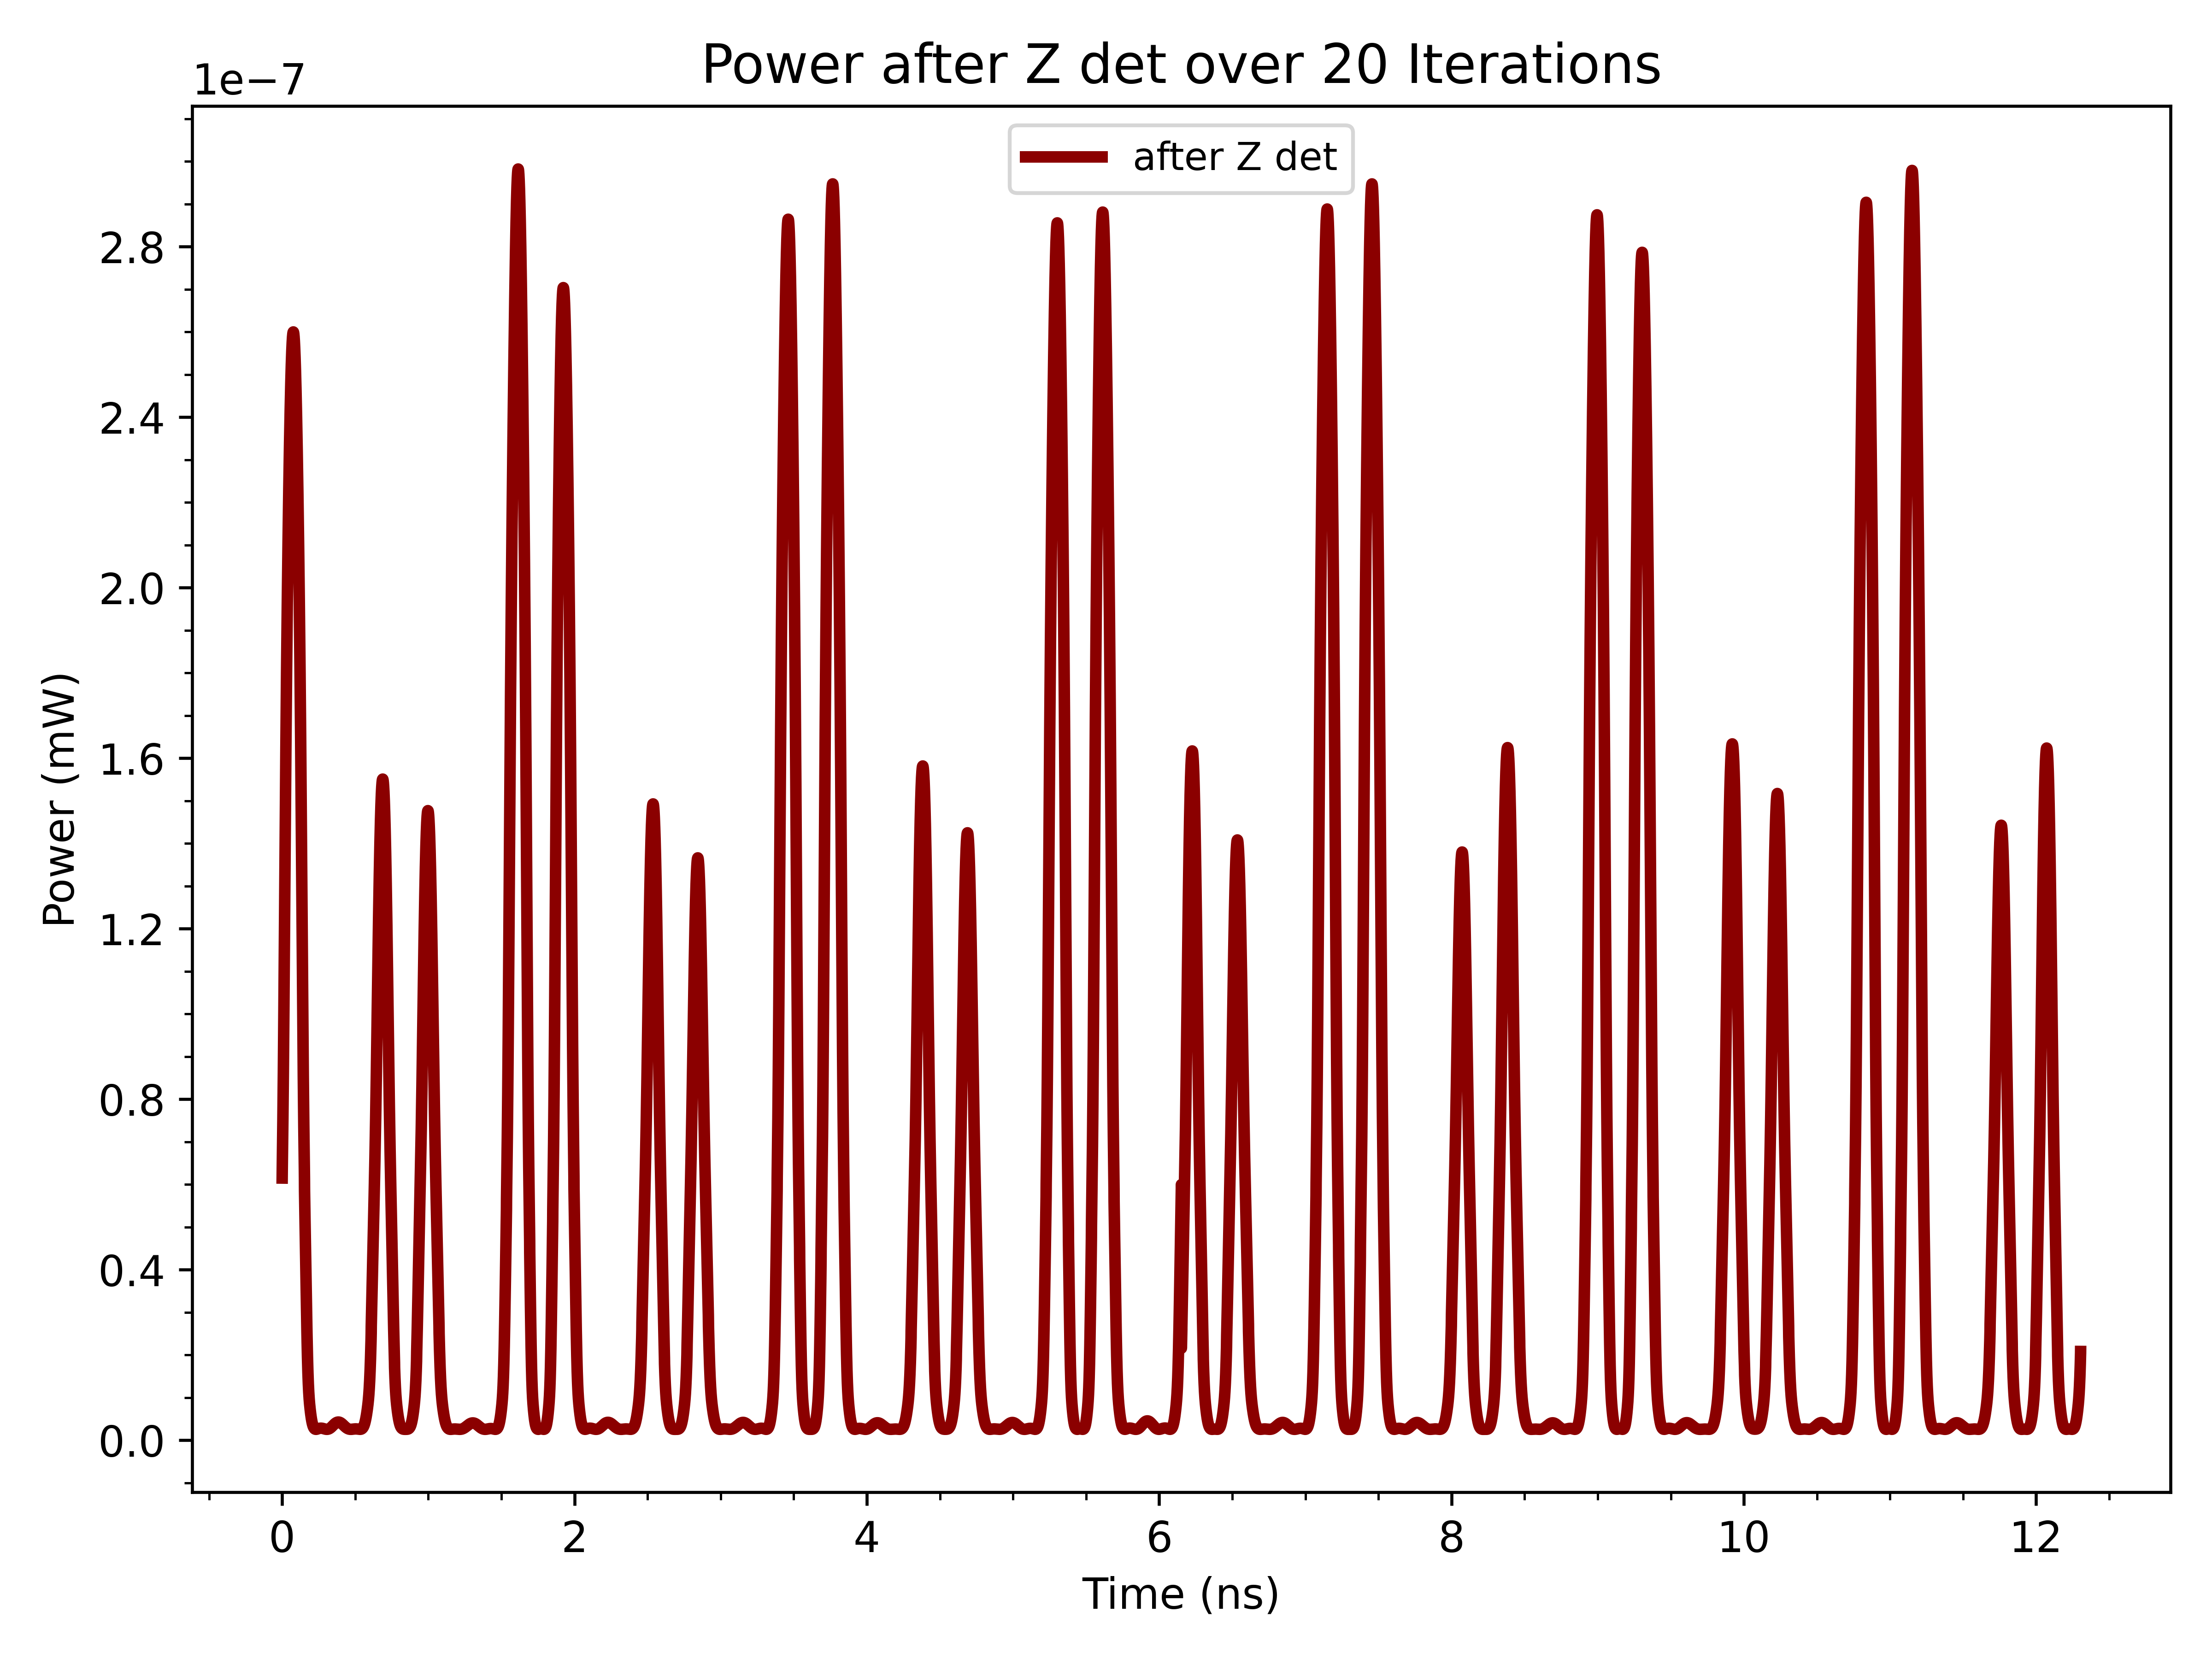 Power after Z det over 20 Iterations
1e−7
after Z det
2.8
2.4
2.0
1.6
1.2
0.8
0.4
0.0
Power (mW)
0 2 4 6 8 10 12
Time (ns)